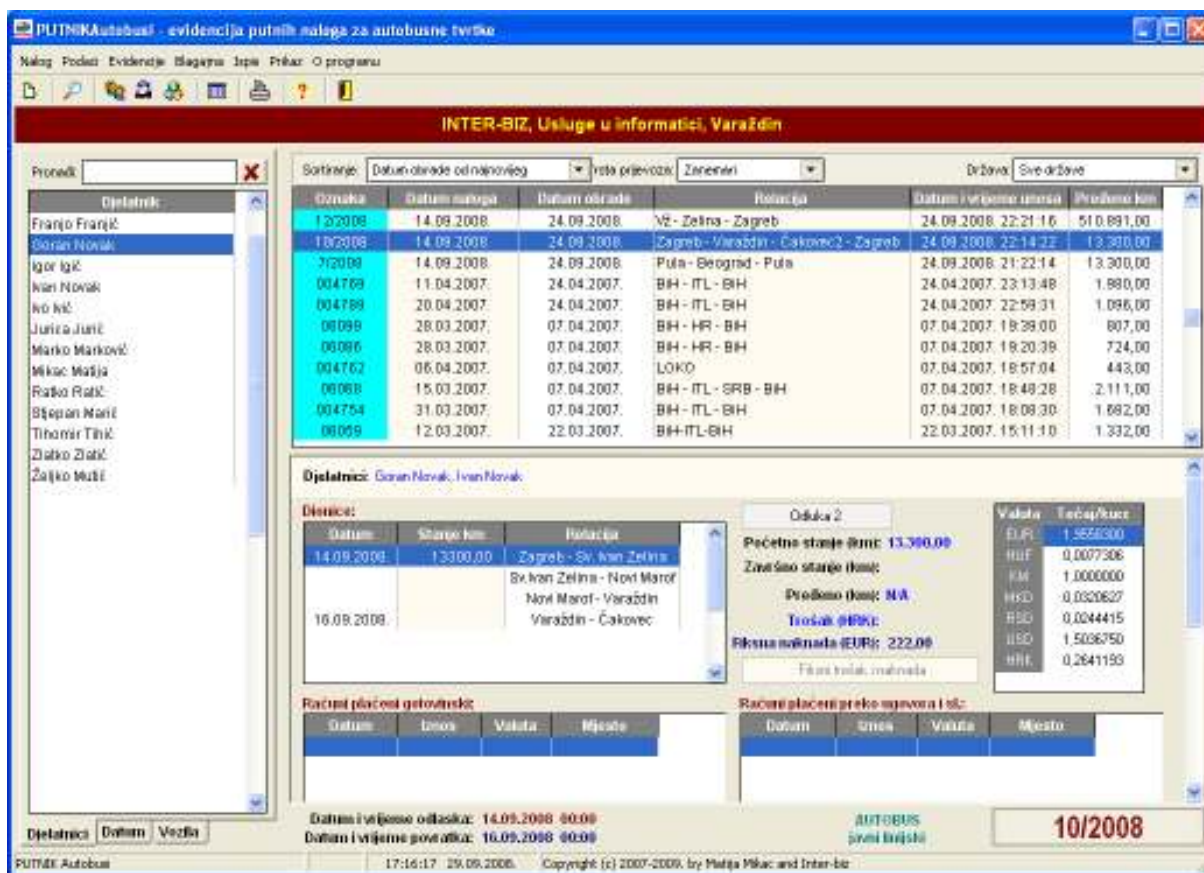 PUTNIKAutobusi - evidencija putnih naloga za autobusne tvrtke
Nalog Podaci Evidencije Blagajna Ispis Prikaz O programu
INTER-BIZ, Usluge u informatici, Varaždin
Pronađi:
Djelatnik
Franjo Franjić
Goran Novak
Igor Igić
Ivan Novak
Ivo Ivić
Jurica Jurić
Marko Marković
Mikac Matija
Ratko Ratić
Stjepan Marić
Tihomir Tihić
Zlatko Zlatić
Željko Mutić
Djelatnici Datum Vozila
Sortiranje: Datum obrade od najnovijeg vrsta prijevoza: Zanemari Država: Sve države
Oznaka Datum naloga Datum obrade Relacija Datum i vrijeme unosa Pređeno km
12/2008 14.09.2008. 24.09.2008. Vž - Zelina - Zagreb 24.09.2008. 22:21:16 510.891,00
10/2008 14.09.2008. 24.09.2008. Zagreb - Varaždin - Čakovec2 - Zagreb 24.09.2008. 22:14:22 13.300,00
7/2008 14.09.2008. 24.09.2008. Pula - Beograd - Pula 24.09.2008. 21:22:14 13.300,00
004769 11.04.2007. 24.04.2007. BIH - ITL - BIH 24.04.2007. 23:13:48 1.980,00
004789 20.04.2007. 24.04.2007. BIH - ITL - BIH 24.04.2007. 22:59:31 1.096,00
06099 28.03.2007. 07.04.2007. BIH - HR - BIH 07.04.2007. 19:39:00 807,00
06086 28.03.2007. 07.04.2007. BIH - HR - BIH 07.04.2007. 19:20:39 724,00
004762 06.04.2007. 07.04.2007. LOKO 07.04.2007. 18:57:04 443,00
06068 15.03.2007. 07.04.2007. BIH - ITL - SRB - BIH 07.04.2007. 18:48:28 2.111,00
004754 31.03.2007. 07.04.2007. BIH - ITL - BIH 07.04.2007. 18:08:30 1.692,00
06059 12.03.2007. 22.03.2007. BIH-ITL-BIH 22.03.2007. 15:11:10 1.332,00
Djelatnici: Goran Novak, Ivan Novak
Dionice:
Datum Stanje km Relacija
14.09.2008. 13300,00 Zagreb - Sv. Ivan Zelina
Sv.Ivan Zelina - Novi Marof
Novi Marof - Varaždin
16.09.2008. Varaždin - Čakovec
Odluka 2
Početno stanje (km): 13.300,00
Završno stanje (km):
Pređeno (km): N/A
Trošak (HRK):
Fiksna naknada (EUR): 222,00
Fiksni trošak, naknada
Valuta Tečaj/kurs
EUR 1,9558300
HUF 0,0077306
KM 1,0000000
MKD 0,0320627
RSD 0,0244415
USD 1,5036750
HRK 0,2641193
Računi plaćeni gotovinski:
Datum Iznos Valuta Mjesto
Računi plaćeni preko ugovora i sl.:
Datum Iznos Valuta Mjesto
Datum i vrijeme odlaska: 14.09.2008 00:00
Datum i vrijeme povratka: 16.09.2008 00:00
AUTOBUS
javni linijski
10/2008
PUTNIK Autobusi 17:16:17 29.09.2008. Copyright (c) 2007-2009. by Matija Mikac and Inter-biz